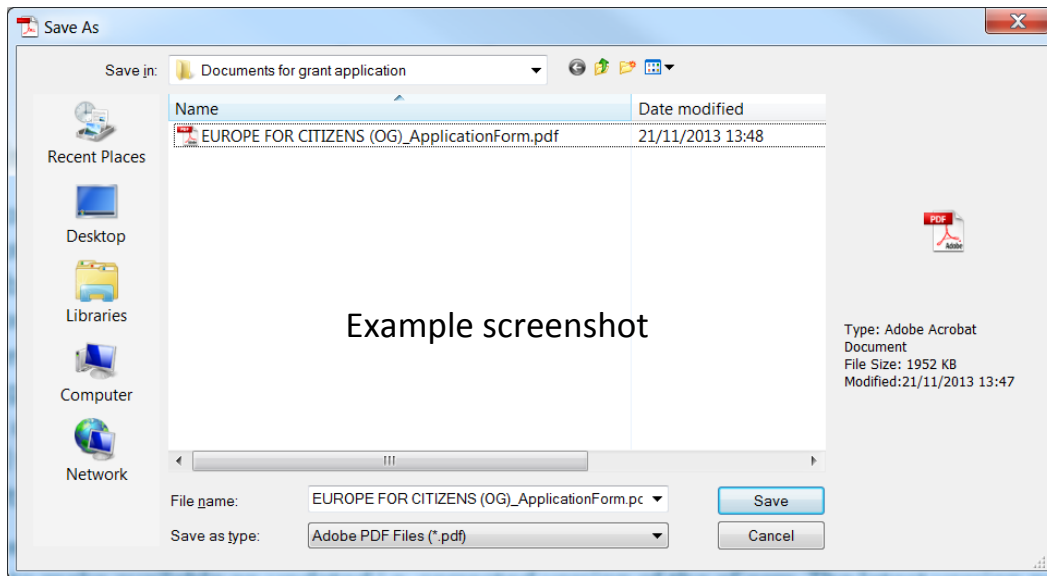 Save As
Save in:
Documents for grant application
Recent Places
Desktop
Libraries
Computer
Network
Name
Date modified
EUROPE FOR CITIZENS (OG)_ApplicationForm.pdf
21/11/2013 13:48
Example screenshot
PDF
Adobe
Type: Adobe Acrobat
Document
File Size: 1952 KB
Modified:21/11/2013 13:47
File name:
EUROPE FOR CITIZENS (OG)_ApplicationForm.pc
Save
Save as type:
Adobe PDF Files (*.pdf)
Cancel